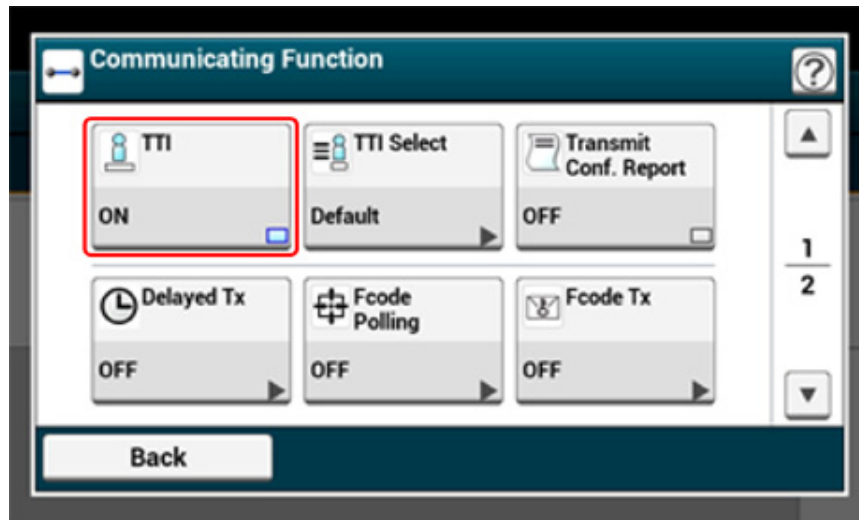 Communicating Function
?
TTI
ON
TTI Select
Default
Transmit
Conf. Report
OFF
1
2
Delayed Tx
OFF
Fcode
Polling
OFF
Fcode Tx
OFF
Back